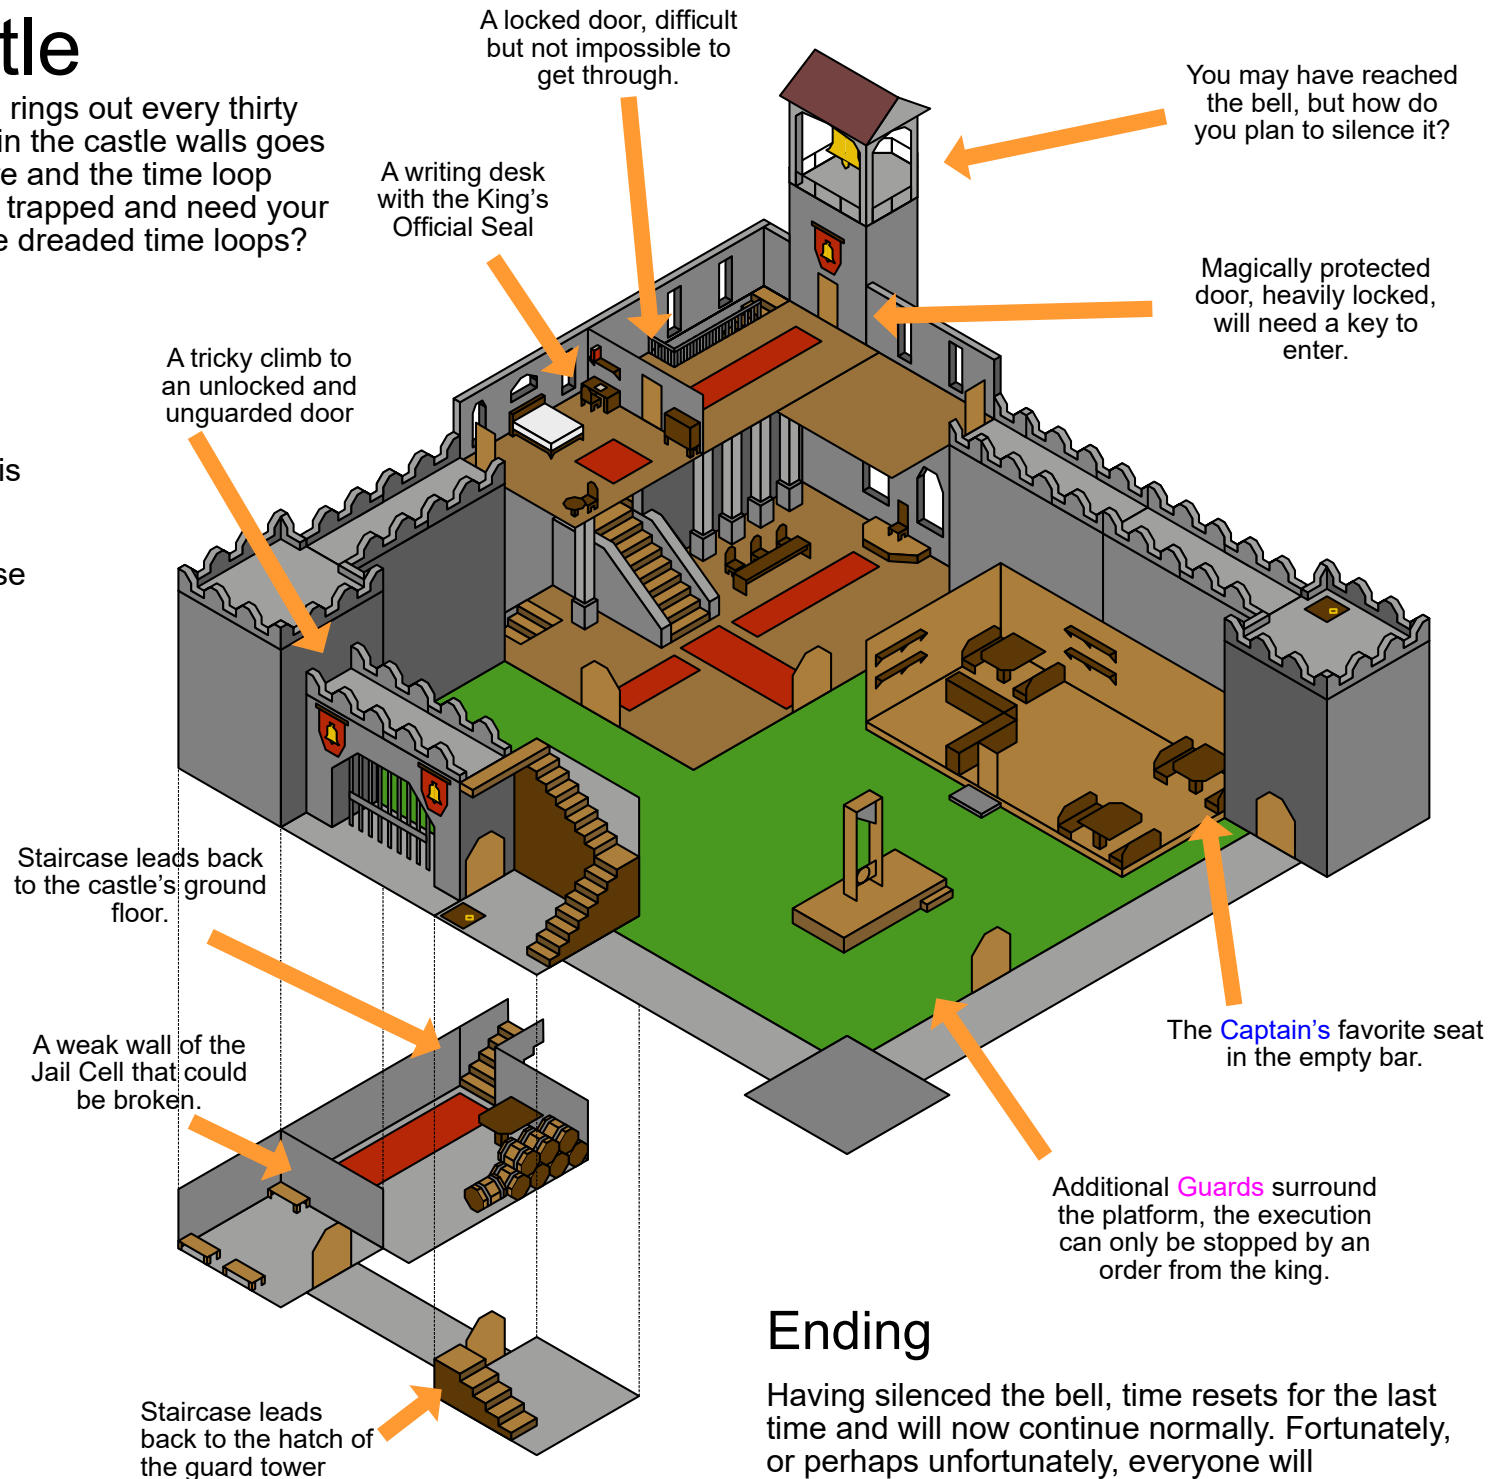 tle
rings out every thirty
in the castle walls goes
e and the time loop
trapped and need your
e dreaded time loops?
A locked door, difficult
but not impossible to
get through.
You may have reached
the bell, but how do
you plan to silence it?
A writing desk
with the King's
Official Seal
Magically protected
door, heavily locked,
will need a key to
enter.
A tricky climb to
an unlocked and
unguarded door
is
se
Staircase leads back
to the castle's ground
floor.
A weak wall of the
Jail Cell that could
be broken.
The Captain's favorite seat
in the empty bar.
Additional Guards surround
the platform, the execution
can only be stopped by an
order from the king.
Staircase leads
back to the hatch of
the guard tower
Ending
Having silenced the bell, time resets for the last
time and will now continue normally. Fortunately,
or perhaps unfortunately, everyone will